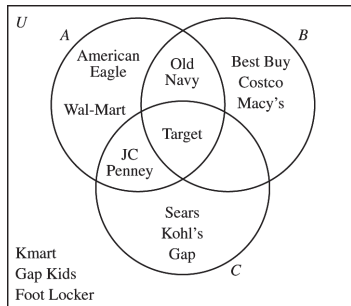 U
A
B
American
Eagle
Old
Navy
Best Buy
Costco
Macy's
Wal-Mart
Target
JC
Penney
Sears
Kohl's
Gap
C
Kmart
Gap Kids
Foot Locker